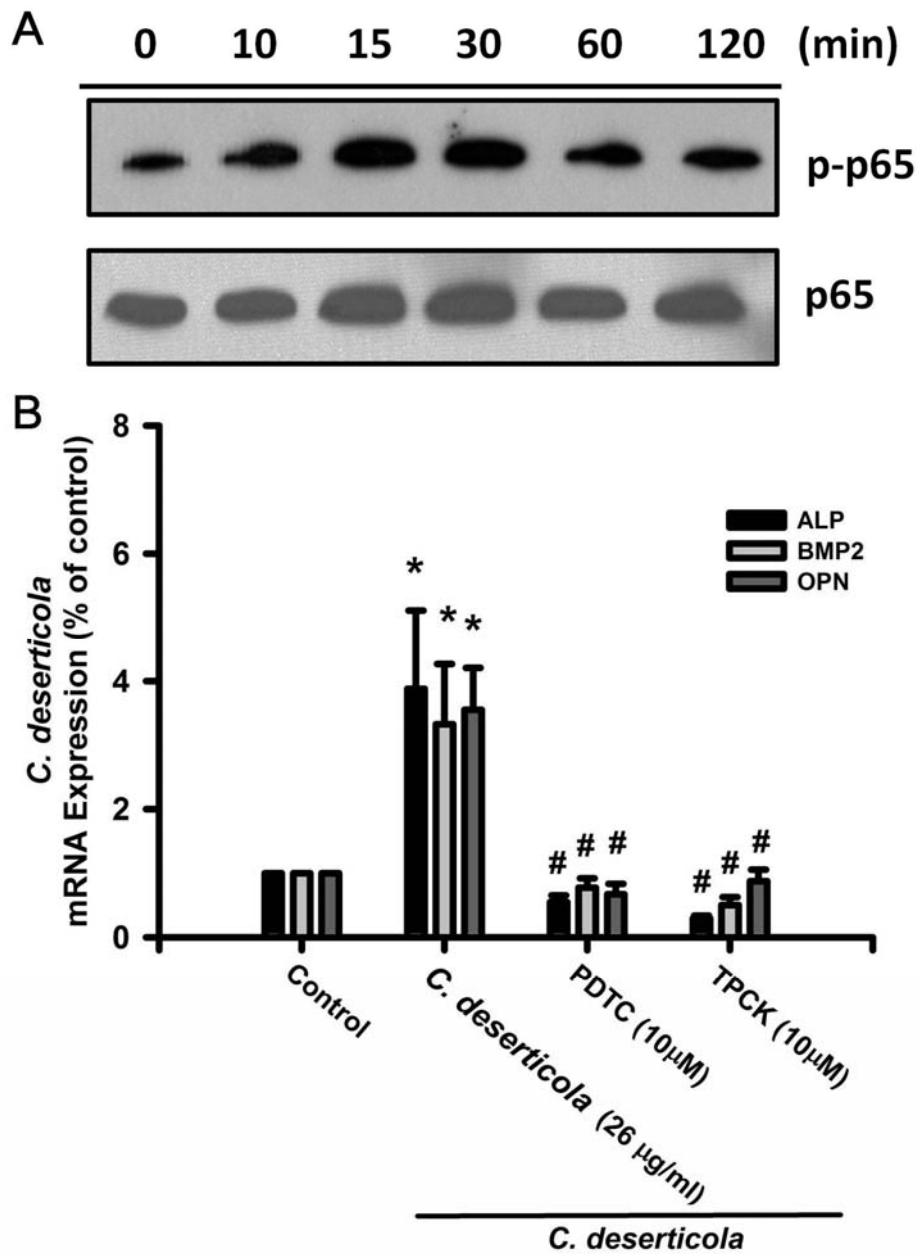 A
0 10 15 30 60 120 (min)
p-p65
p65
B
C. deserticola
mRNA Expression (% of control)
8
6
4
2
0
ALP
BMP2
OPN
* * *
# # #
# # #
Control
C. deserticola (26 µg/ml)
PDTC (10µM)
TPCK (10µM)
C. deserticola